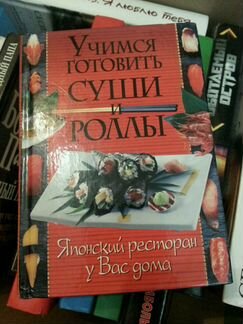 Я люблю тебя
УЧИМСЯ
ГОТОВИТЬ
СУШИ
И
РОЛЛЫ
Японский ресторан
у Вас дома
ОСТРОВ